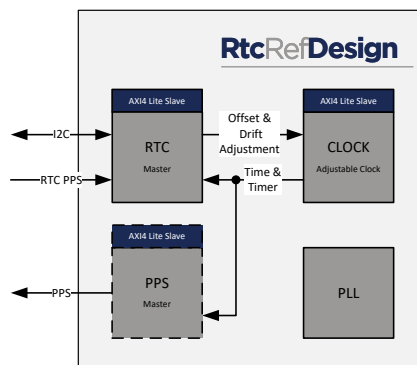 RtcRefDesign
AXI4 Lite Slave
RTC
Master
I2C
RTC PPS
Offset &
Drift
Adjustment
Time &
Timer
AXI4 Lite Slave
CLOCK
Adjustable Clock
AXI4 Lite Slave
PPS
Master
PPS
PLL